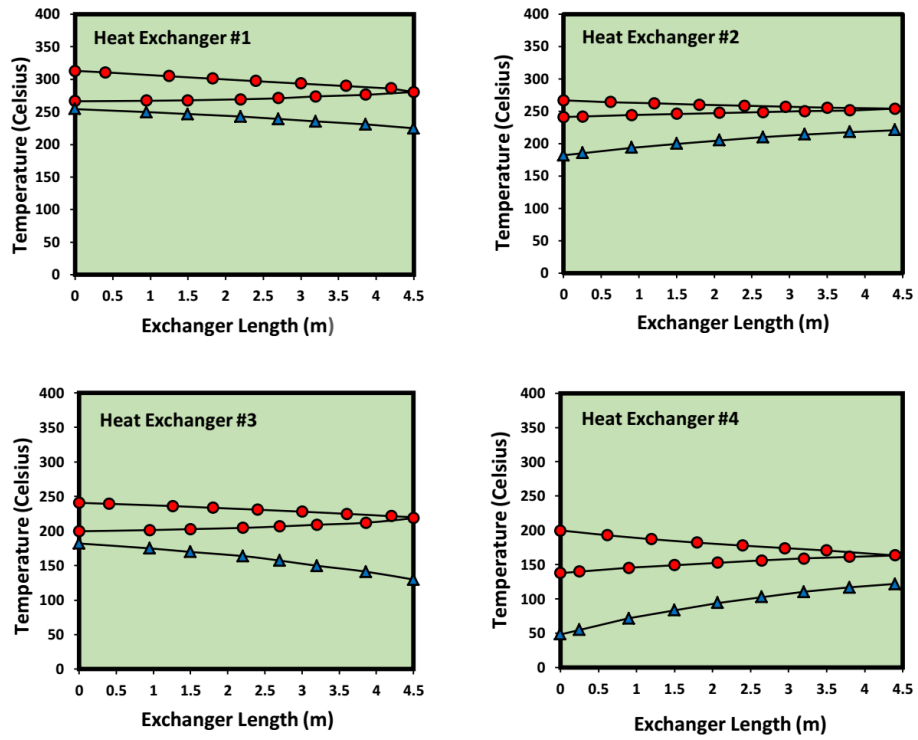 Heat Exchanger #1
Temperature (Celsius)
400
350
300
250
200
150
100
50
0
0 0.5 1 1.5 2 2.5 3 3.5 4 4.5
Exchanger Length (m)
Heat Exchanger #2
Temperature (Celsius)
400
350
300
250
200
150
100
50
0
0 0.5 1 1.5 2 2.5 3 3.5 4 4.5
Exchanger Length (m)
Heat Exchanger #3
Temperature (Celsius)
400
350
300
250
200
150
100
50
0
0 0.5 1 1.5 2 2.5 3 3.5 4 4.5
Exchanger Length (m)
Heat Exchanger #4
Temperature (Celsius)
400
350
300
250
200
150
100
50
0
0 0.5 1 1.5 2 2.5 3 3.5 4 4.5
Exchanger Length (m)